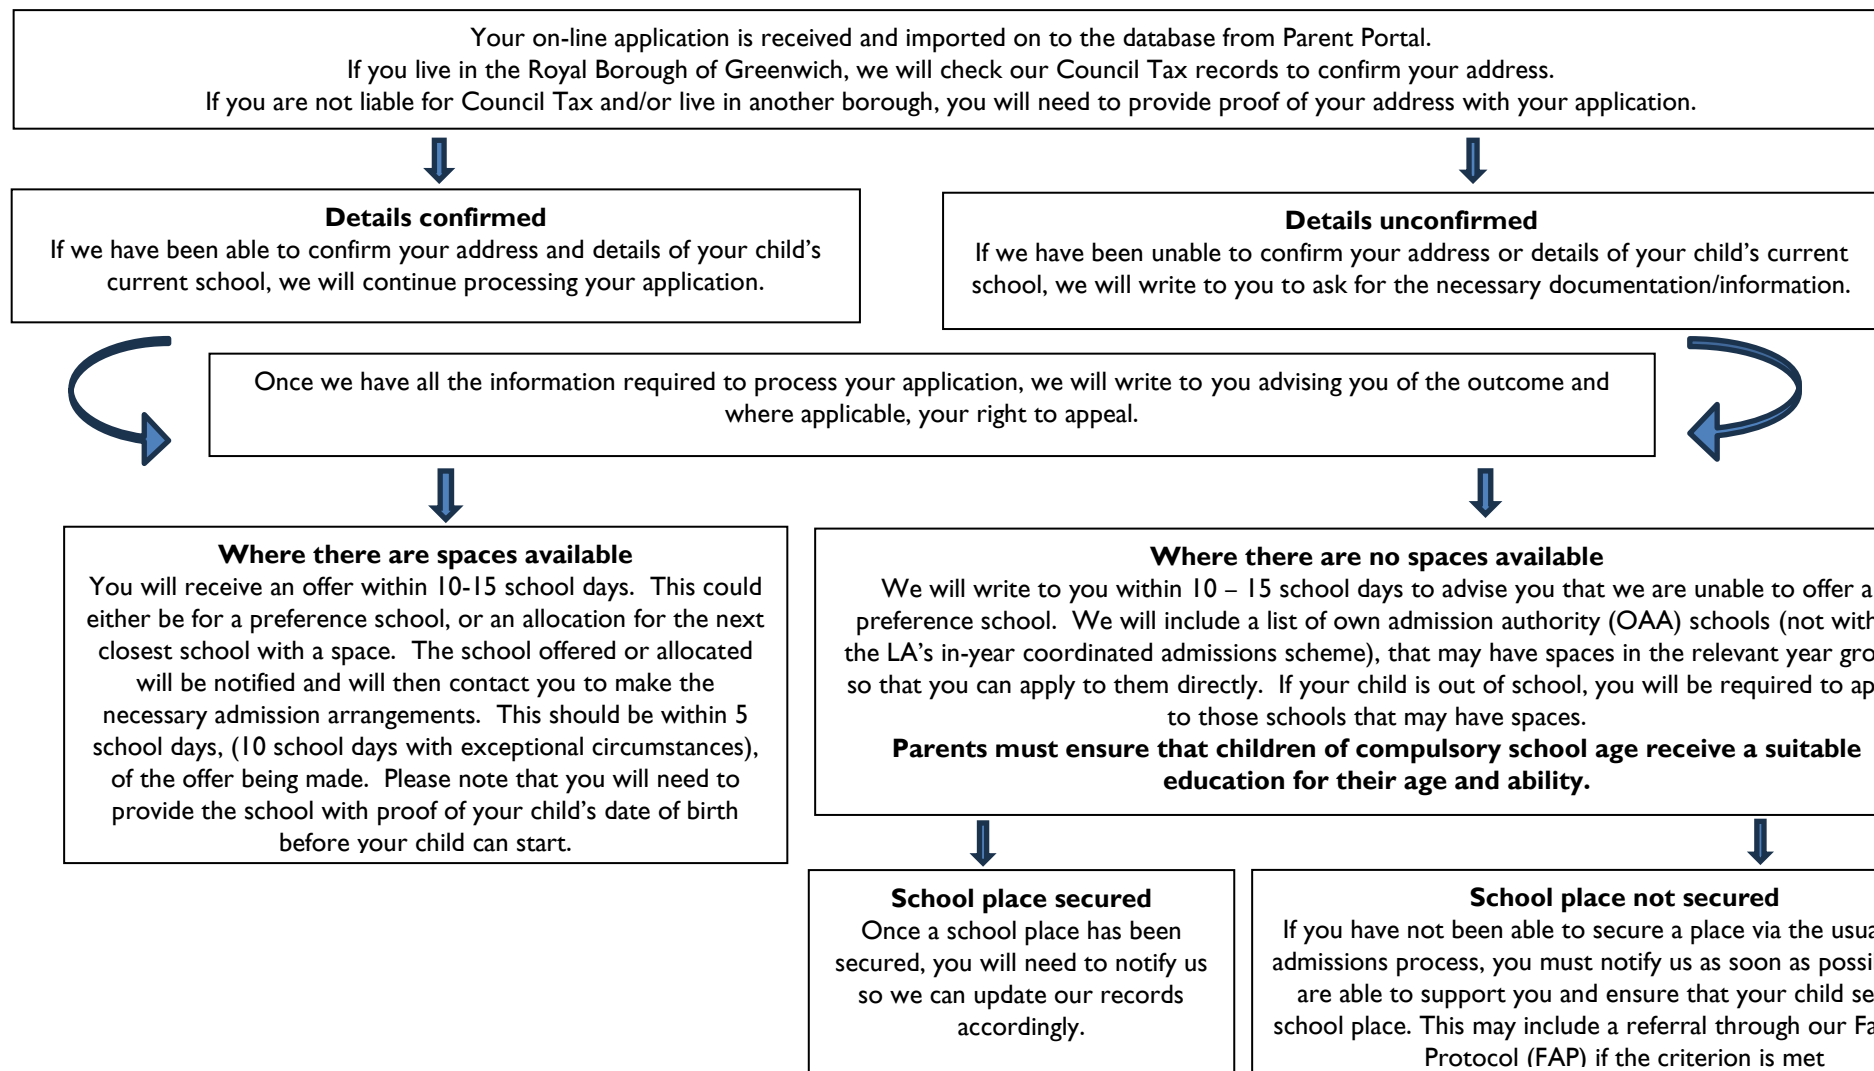 Your on-line application is received and imported on to the database from Parent Portal.
If you live in the Royal Borough of Greenwich, we will check our Council Tax records to confirm your address.
If you are not liable for Council Tax and/or live in another borough, you will need to provide proof of your address with your application.
Details confirmed
If we have been able to confirm your address and details of your child's
current school, we will continue processing your application.
Details unconfirmed
If we have been unable to confirm your address or details of your child's current
school, we will write to you to ask for the necessary documentation/information.
Once we have all the information required to process your application, we will write to you advising you of the outcome and
where applicable, your right to appeal.
Where there are spaces available
You will receive an offer within 10-15 school days. This could
either be for a preference school, or an allocation for the next
closest school with a space. The school offered or allocated
will be notified and will then contact you to make the
necessary admission arrangements. This should be within 5
school days, (10 school days with exceptional circumstances),
of the offer being made. Please note that you will need to
provide the school with proof of your child's date of birth
before your child can start.
Where there are no spaces available
We will write to you within 10 – 15 school days to advise you that we are unable to offer a
preference school. We will include a list of own admission authority (OAA) schools (not with
the LA's in-year coordinated admissions scheme), that may have spaces in the relevant year gro
so that you can apply to them directly. If your child is out of school, you will be required to ap
to those schools that may have spaces.
Parents must ensure that children of compulsory school age receive a suitable
education for their age and ability.
School place secured
Once a school place has been
secured, you will need to notify us
so we can update our records
accordingly.
School place not secured
If you have not been able to secure a place via the usua
admissions process, you must notify us as soon as possi
are able to support you and ensure that your child se
school place. This may include a referral through our Fa
Protocol (FAP) if the criterion is met